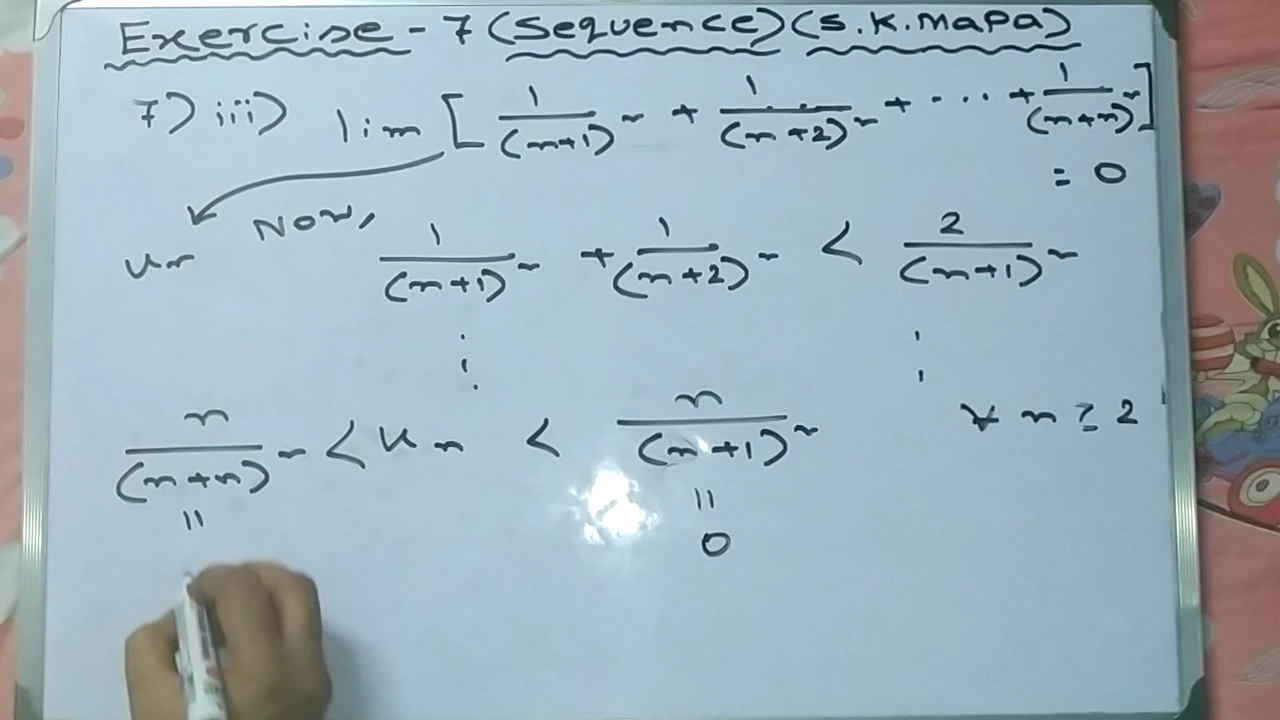 Exercise - 7 (Sequence) (S.K.Mapa)
7) iii) lim [ 1/(n+1)² + 1/(n+2)² + ... + 1/(n+n)² ]
= 0
un Now, 1/(n+1)² + 1/(n+2)² < 2/(n+1)²
⋮ ⋮
n/(n+n)² < un < n/(n+1)² ∀ n ≥ 2
|| ||
0